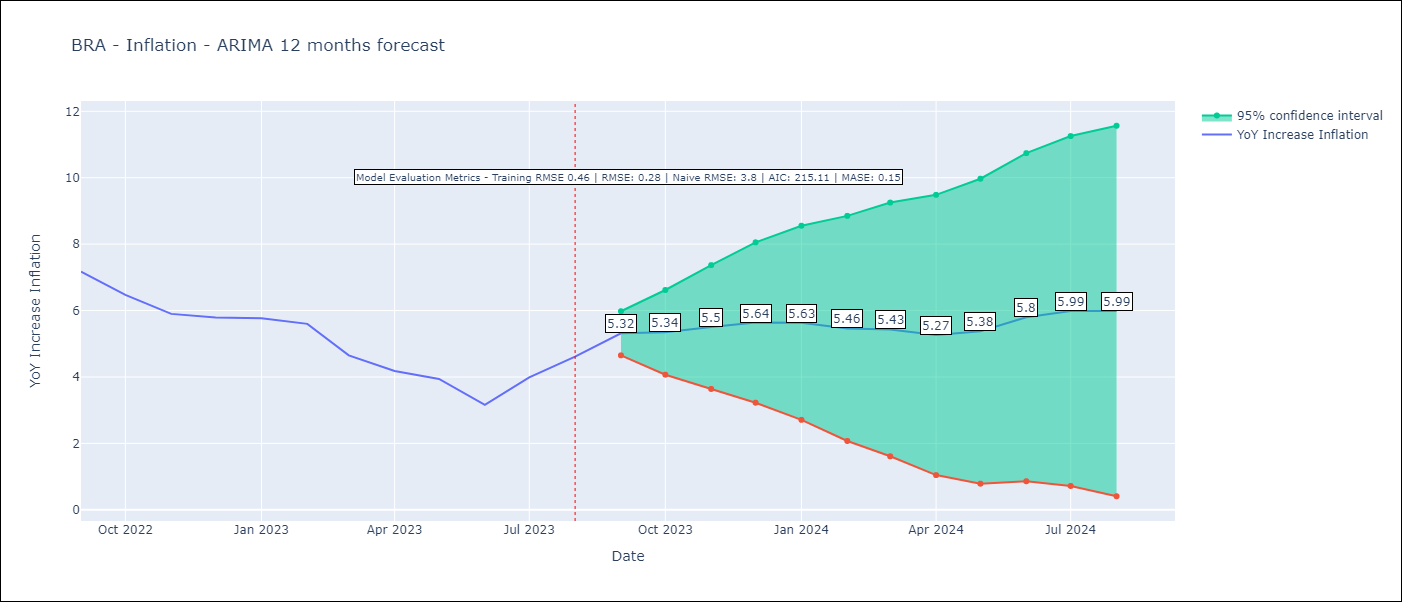 BRA - Inflation - ARIMA 12 months forecast
95% confidence interval
YoY Increase Inflation
Model Evaluation Metrics - Training RMSE 0.46 | RMSE: 0.28 | Naive RMSE: 3.8 | AIC: 215.11 | MASE: 0.15
YoY Increase Inflation
12
10
8
6
4
2
0
5.32
5.34
5.5
5.64
5.63
5.46
5.43
5.27
5.38
5.8
5.99
5.99
Oct 2022
Jan 2023
Apr 2023
Jul 2023
Oct 2023
Jan 2024
Apr 2024
Jul 2024
Date